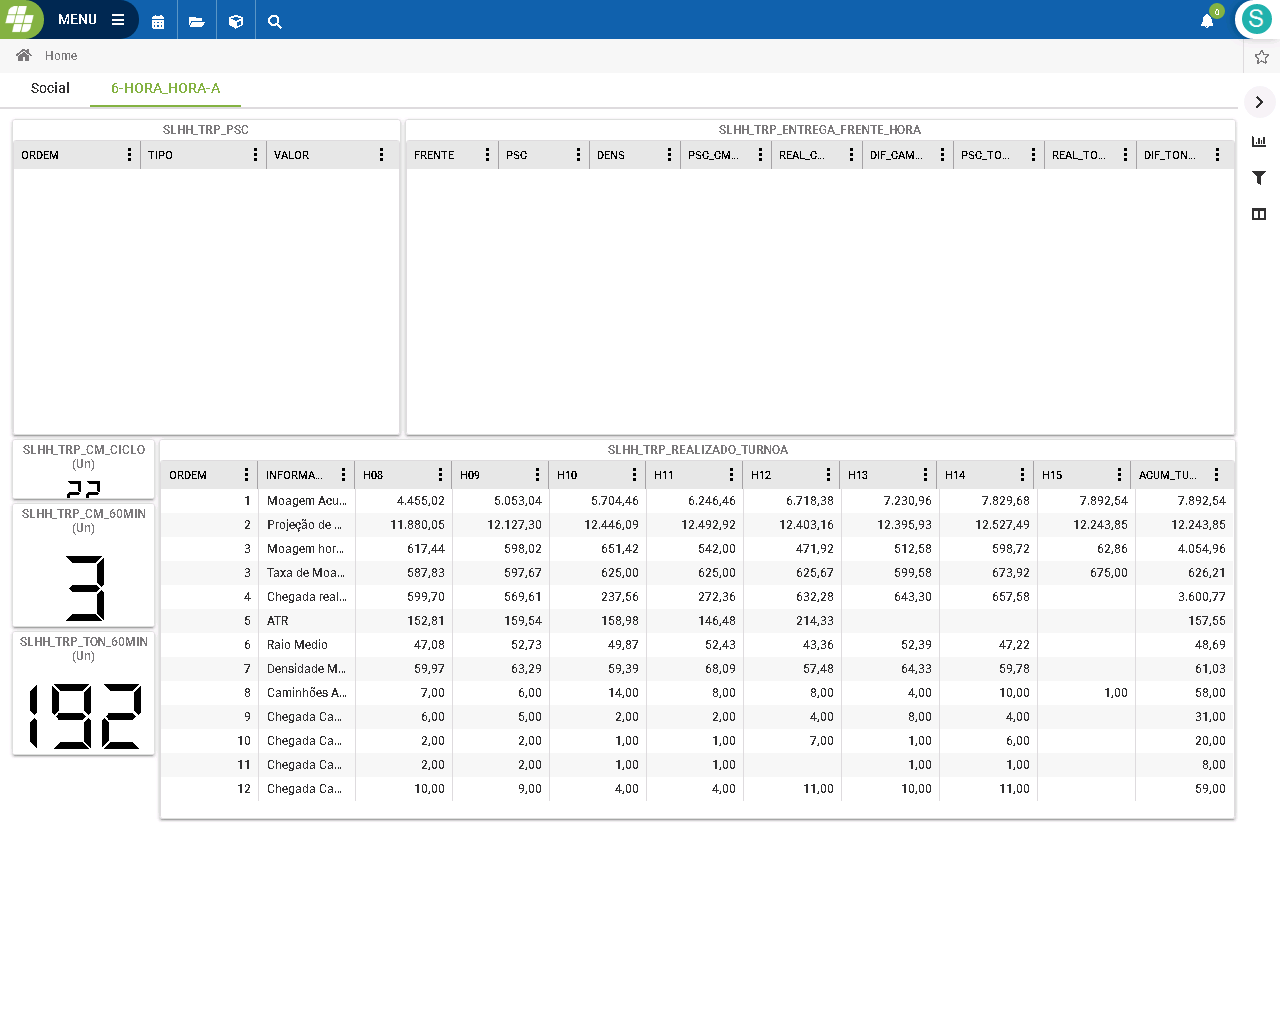 MENU
0
S
Home
Social
6-HORA_HORA-A
SLHH_TRP_PSC
ORDEM TIPO VALOR
SLHH_TRP_ENTREGA_FRENTE_HORA
FRENTE PSC DENS PSC_CM... REAL_C... DIF_CAM... PSC_TO... REAL_TO... DIF_TON...
SLHH_TRP_CM_CICLO
(Un)
22
SLHH_TRP_CM_60MIN
(Un)
3
SLHH_TRP_TON_60MIN
(Un)
192
SLHH_TRP_REALIZADO_TURNOA
ORDEM INFORMA... H08 H09 H10 H11 H12 H13 H14 H15 ACUM_TU...
1 Moagem Acu... 4.455,02 5.053,04 5.704,46 6.246,46 6.718,38 7.230,96 7.829,68 7.892,54 7.892,54
2 Projeção de ... 11.880,05 12.127,30 12.446,09 12.492,92 12.403,16 12.395,93 12.527,49 12.243,85 12.243,85
3 Moagem hor... 617,44 598,02 651,42 542,00 471,92 512,58 598,72 62,86 4.054,96
3 Taxa de Moa... 587,83 597,67 625,00 625,00 625,67 599,58 673,92 675,00 626,21
4 Chegada real... 599,70 569,61 237,56 272,36 632,28 643,30 657,58 3.600,77
5 ATR 152,81 159,54 158,98 146,48 214,33 157,55
6 Raio Medio 47,08 52,73 49,87 52,43 43,36 52,39 47,22 48,69
7 Densidade M... 59,97 63,29 59,39 68,09 57,48 64,33 59,78 61,03
8 Caminhões A... 7,00 6,00 14,00 8,00 8,00 4,00 10,00 1,00 58,00
9 Chegada Ca... 6,00 5,00 2,00 2,00 4,00 8,00 4,00 31,00
10 Chegada Ca... 2,00 2,00 1,00 1,00 7,00 1,00 6,00 20,00
11 Chegada Ca... 2,00 2,00 1,00 1,00 1,00 1,00 8,00
12 Chegada Ca... 10,00 9,00 4,00 4,00 11,00 10,00 11,00 59,00